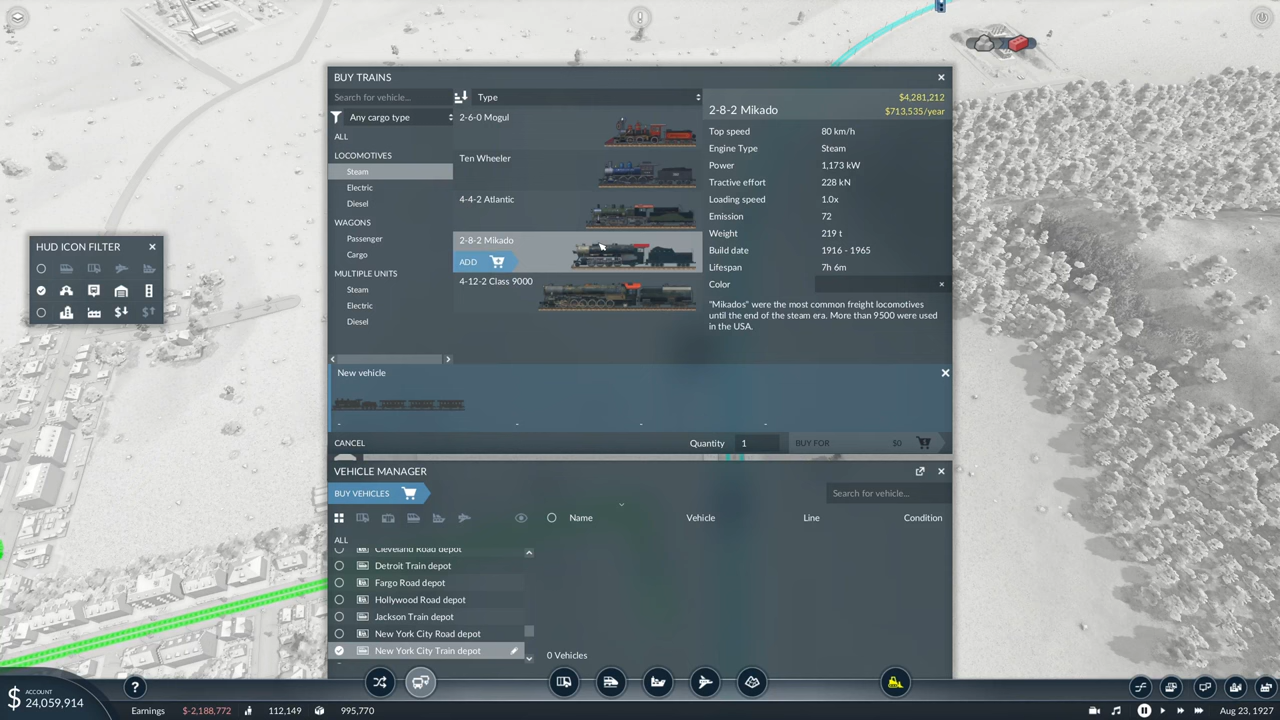 BUY TRAINS
Search for vehicle...
Type
Any cargo type
ALL
LOCOMOTIVES
Steam
Electric
Diesel
WAGONS
Passenger
Cargo
MULTIPLE UNITS
Steam
Electric
Diesel
2-6-0 Mogul
Ten Wheeler
4-4-2 Atlantic
2-8-2 Mikado
ADD
4-12-2 Class 9000
$4,281,212
2-8-2 Mikado
$713,535/year
Top speed 80 km/h
Engine Type Steam
Power 1,173 kW
Tractive effort 228 kN
Loading speed 1.0x
Emission 72
Weight 219 t
Build date 1916 - 1965
Lifespan 7h 6m
Color
"Mikados" were the most common freight locomotives
until the end of the steam era. More than 9500 were used
in the USA.
HUD ICON FILTER
New vehicle
- - - -
CANCEL
Quantity 1
BUY FOR $0
VEHICLE MANAGER
BUY VEHICLES
Search for vehicle...
Name Vehicle Line Condition
ALL
Cleveland Road depot
Detroit Train depot
Fargo Road depot
Hollywood Road depot
Jackson Train depot
New York City Road depot
New York City Train depot
0 Vehicles
$ ACCOUNT
24,059,914
?
Earnings $-2,188,772
112,149
995,770
Aug 23, 1927